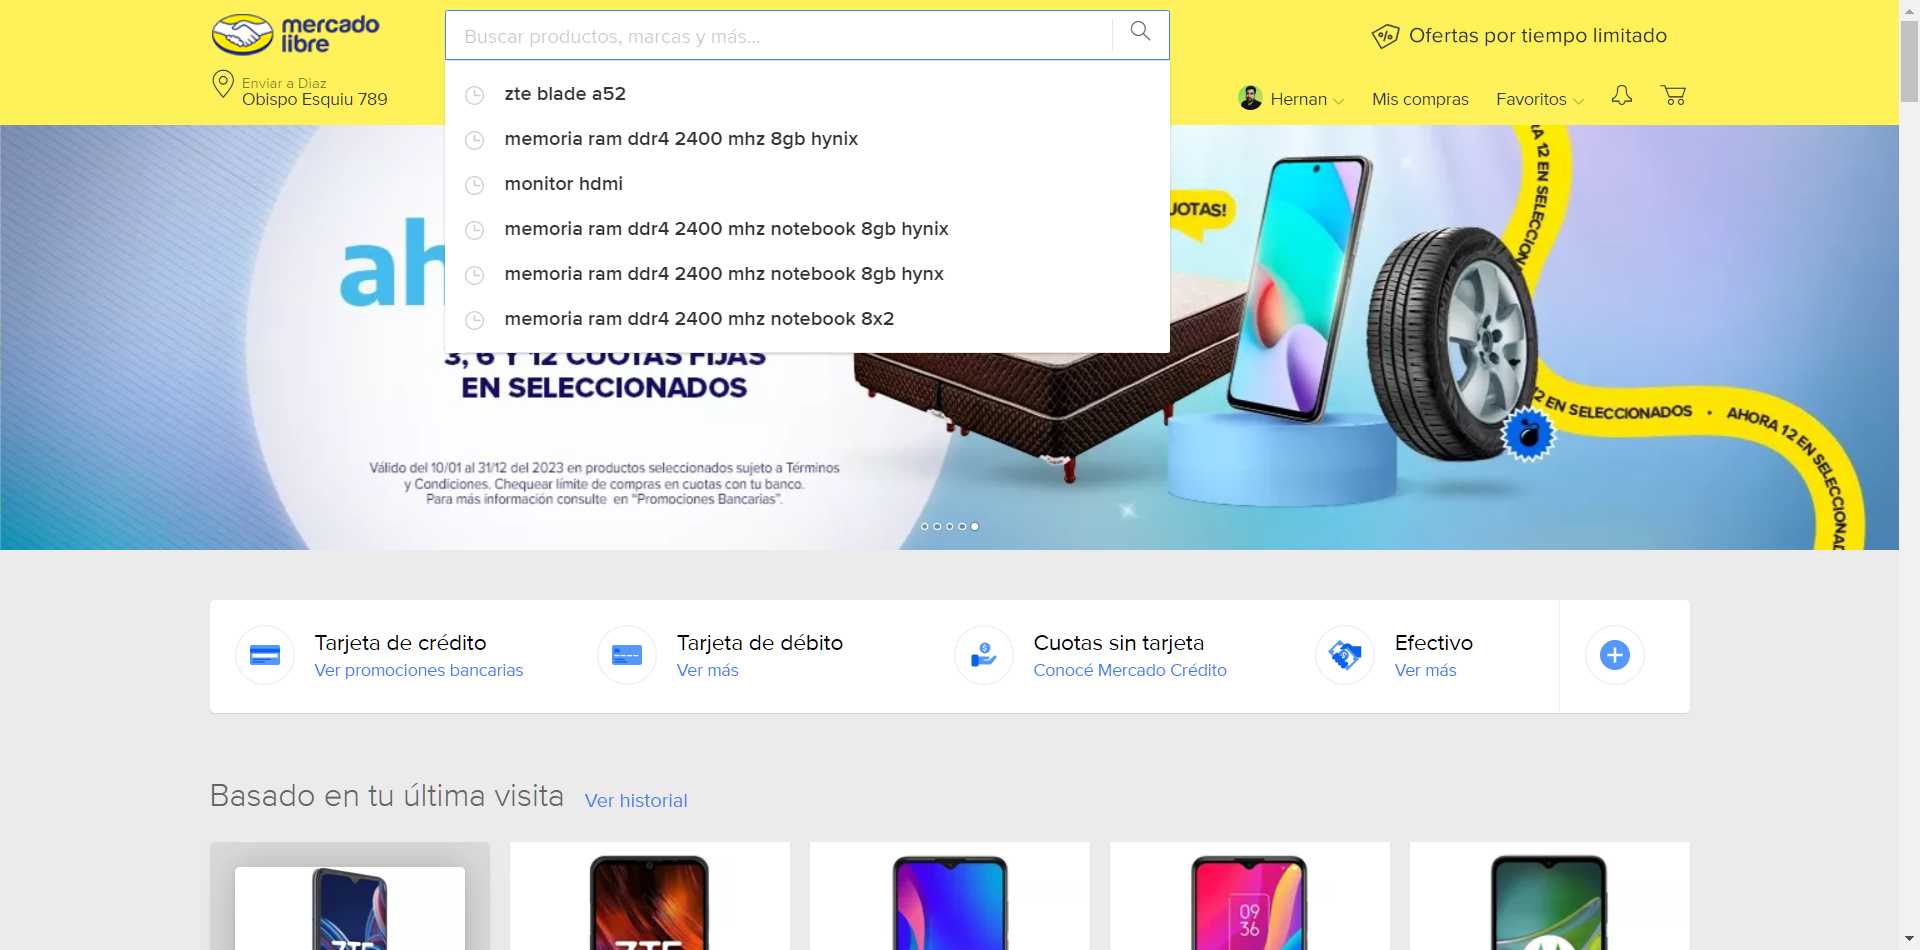 mercado
libre
Buscar productos, marcas y más...
Ofertas por tiempo limitado
Enviar a Diaz
Obispo Esquiu 789
Hernan
Mis compras
Favoritos
zte blade a52
memoria ram ddr4 2400 mhz 8gb hynix
monitor hdmi
memoria ram ddr4 2400 mhz notebook 8gb hynix
memoria ram ddr4 2400 mhz notebook 8gb hynx
memoria ram ddr4 2400 mhz notebook 8x2
ah
UOTAS!
A 12 EN SELECCION
3, 6 Y 12 CUOTAS FIJAS
EN SELECCIONADOS
12 EN SELECCIONADOS • AHORA 12 EN SELECCIONAD
Válido del 10/01 al 31/12 del 2023 en productos seleccionados sujeto a Términos
y Condiciones. Chequear límite de compras en cuotas con tu banco.
Para más información consulte en "Promociones Bancarias".
Tarjeta de crédito
Ver promociones bancarias
Tarjeta de débito
Ver más
Cuotas sin tarjeta
Conocé Mercado Crédito
Efectivo
Ver más
Basado en tu última visita
Ver historial
09
36
ZTE
ZTE